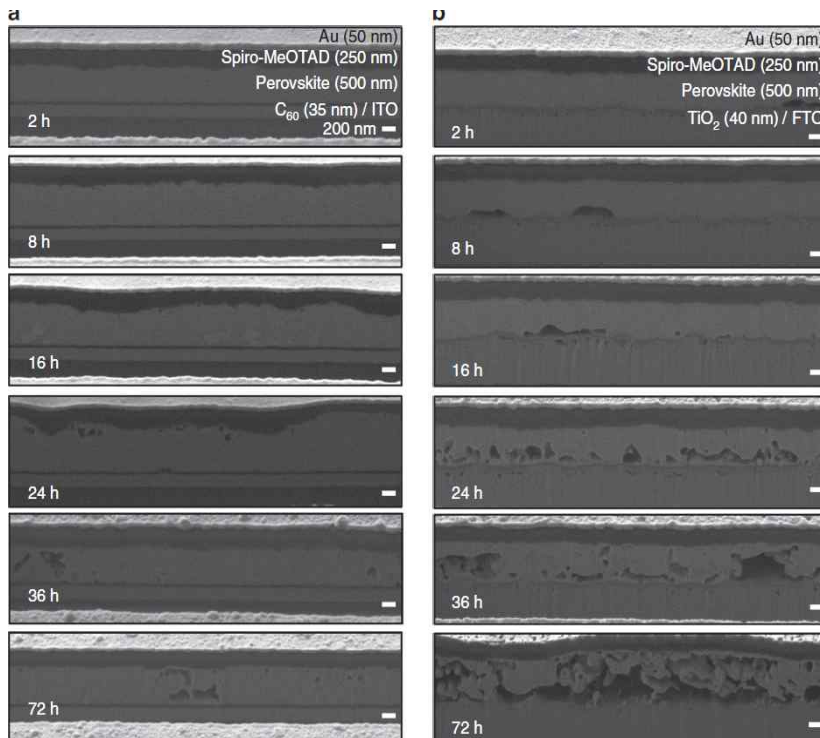 a
Au (50 nm)
Spiro-MeOTAD (250 nm)
Perovskite (500 nm)
C₆₀ (35 nm) / ITO
200 nm
2 h
8 h
16 h
24 h
36 h
72 h
b
Au (50 nm)
Spiro-MeOTAD (250 nm)
Perovskite (500 nm)
TiO₂ (40 nm) / FTO
2 h
8 h
16 h
24 h
36 h
72 h